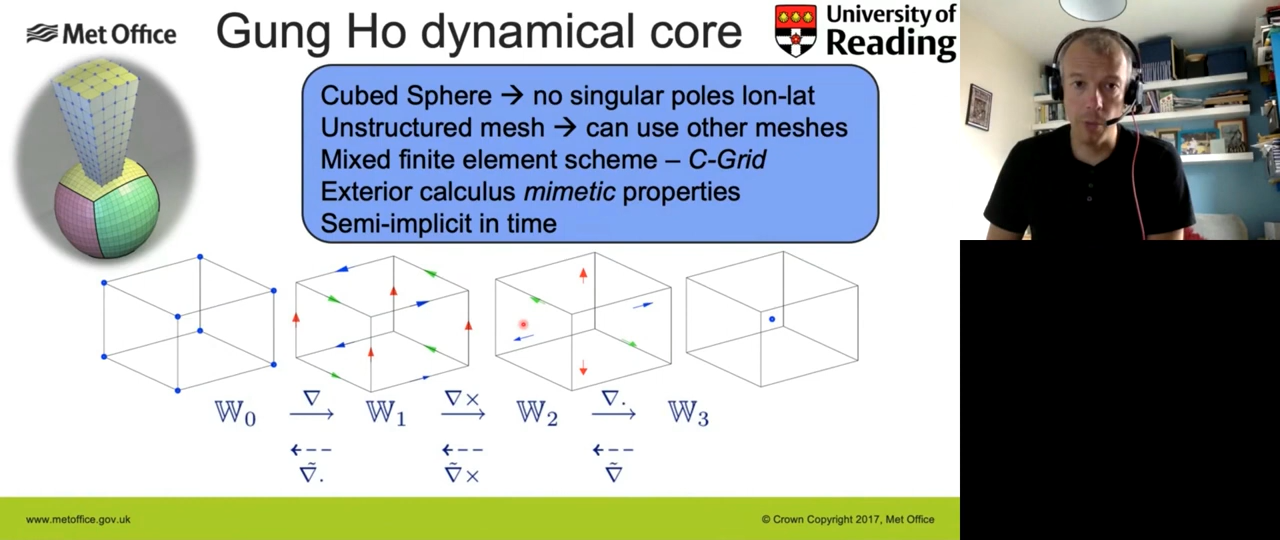 Met Office
Gung Ho dynamical core
University of
Reading
Cubed Sphere → no singular poles lon-lat
Unstructured mesh → can use other meshes
Mixed finite element scheme – C-Grid
Exterior calculus mimetic properties
Semi-implicit in time
𝕎₀ ∇ → 𝕎₁ ∇× → 𝕎₂ ∇. → 𝕎₃
∇̃. ∇̃× ∇̃
www.metoffice.gov.uk
© Crown Copyright 2017, Met Office